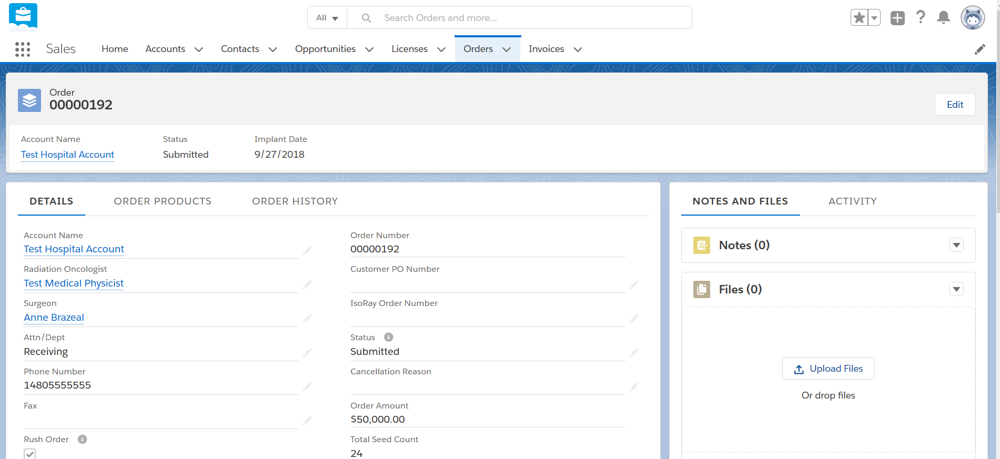 All
Search Orders and more...
Sales
Home
Accounts
Contacts
Opportunities
Licenses
Orders
Invoices
Order
00000192
Edit
Account Name
Status
Implant Date
Test Hospital Account
Submitted
9/27/2018
DETAILS
ORDER PRODUCTS
ORDER HISTORY
Account Name
Test Hospital Account
Radiation Oncologist
Test Medical Physicist
Surgeon
Anne Brazeal
Attn/Dept
Receiving
Phone Number
14805555555
Fax
Rush Order
Order Number
00000192
Customer PO Number
IsoRay Order Number
Status
Submitted
Cancellation Reason
Order Amount
$50,000.00
Total Seed Count
24
NOTES AND FILES
ACTIVITY
Notes (0)
Files (0)
Upload Files
Or drop files